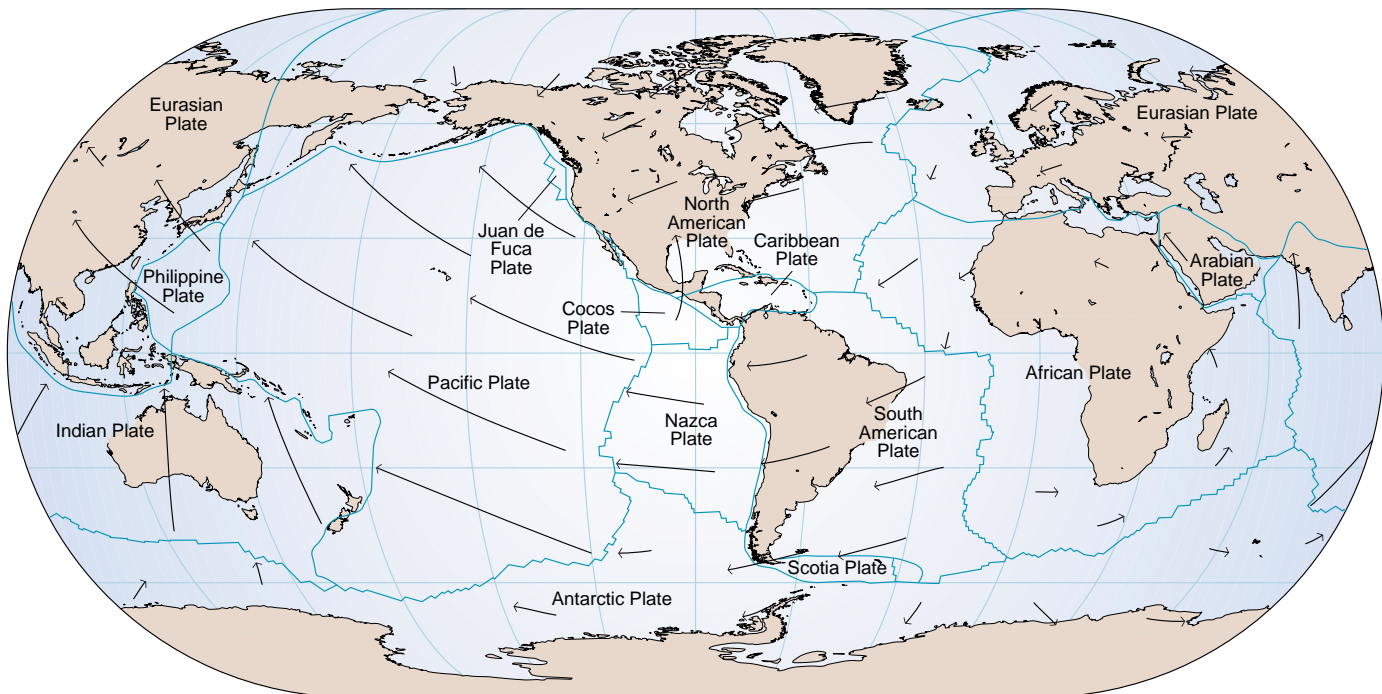 Eurasian
Plate
Eurasian Plate
North
American
Plate
Juan de
Fuca
Plate
Caribbean
Plate
Philippine
Plate
Arabian
Plate
Cocos
Plate
Pacific Plate
African Plate
Indian Plate
Nazca
Plate
South
American
Plate
Scotia Plate
Antarctic Plate